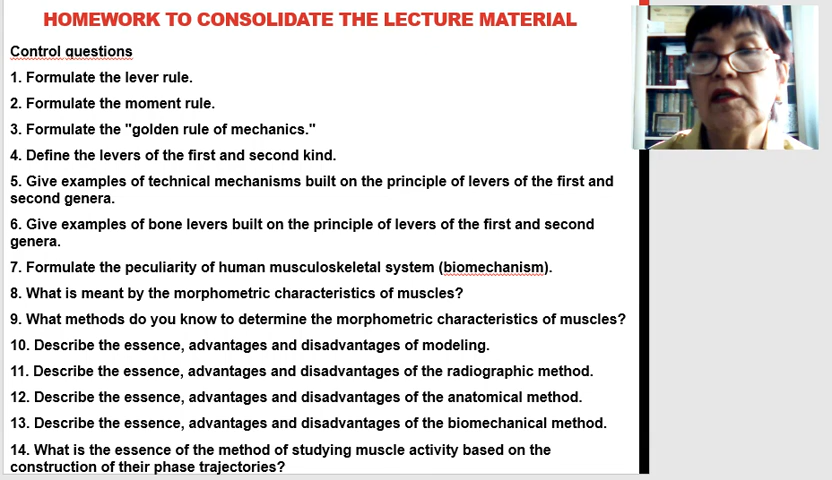 HOMEWORK TO CONSOLIDATE THE LECTURE MATERIAL
Control questions
1. Formulate the lever rule.
2. Formulate the moment rule.
3. Formulate the "golden rule of mechanics."
4. Define the levers of the first and second kind.
5. Give examples of technical mechanisms built on the principle of levers of the first and
second genera.
6. Give examples of bone levers built on the principle of levers of the first and second
genera.
7. Formulate the peculiarity of human musculoskeletal system (biomechanism).
8. What is meant by the morphometric characteristics of muscles?
9. What methods do you know to determine the morphometric characteristics of muscles?
10. Describe the essence, advantages and disadvantages of modeling.
11. Describe the essence, advantages and disadvantages of the radiographic method.
12. Describe the essence, advantages and disadvantages of the anatomical method.
13. Describe the essence, advantages and disadvantages of the biomechanical method.
14. What is the essence of the method of studying muscle activity based on the
construction of their phase trajectories?